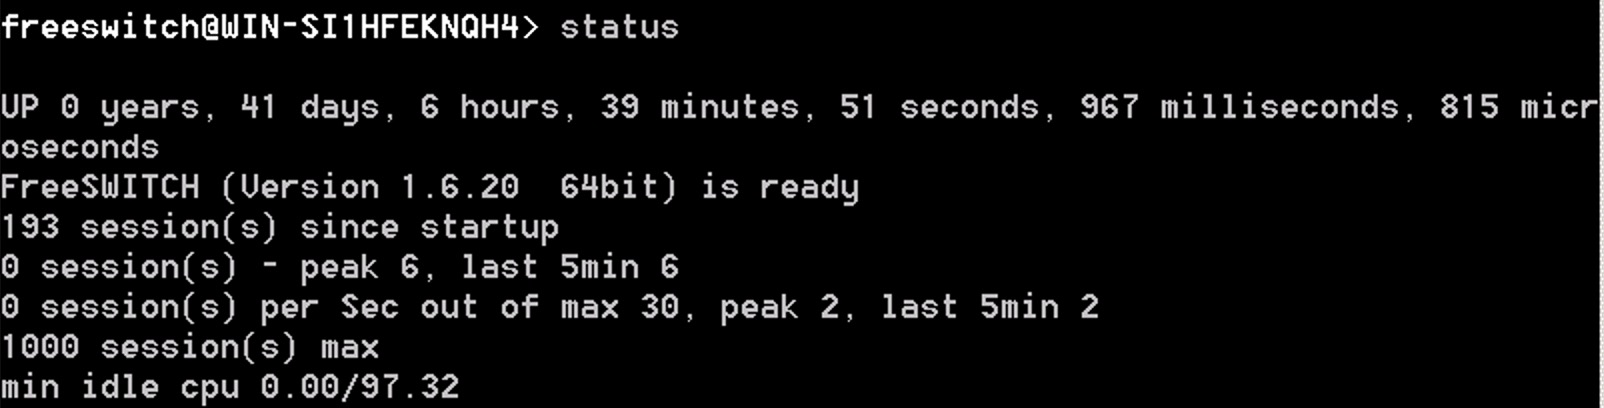 freeswitch@WIN-SI1HFEKNQH4> status
UP 0 years, 41 days, 6 hours, 39 minutes, 51 seconds, 967 milliseconds, 815 micr
oseconds
FreeSWITCH (Version 1.6.20  64bit) is ready
193 session(s) since startup
0 session(s) - peak 6, last 5min 6
0 session(s) per Sec out of max 30, peak 2, last 5min 2
1000 session(s) max
min idle cpu 0.00/97.32